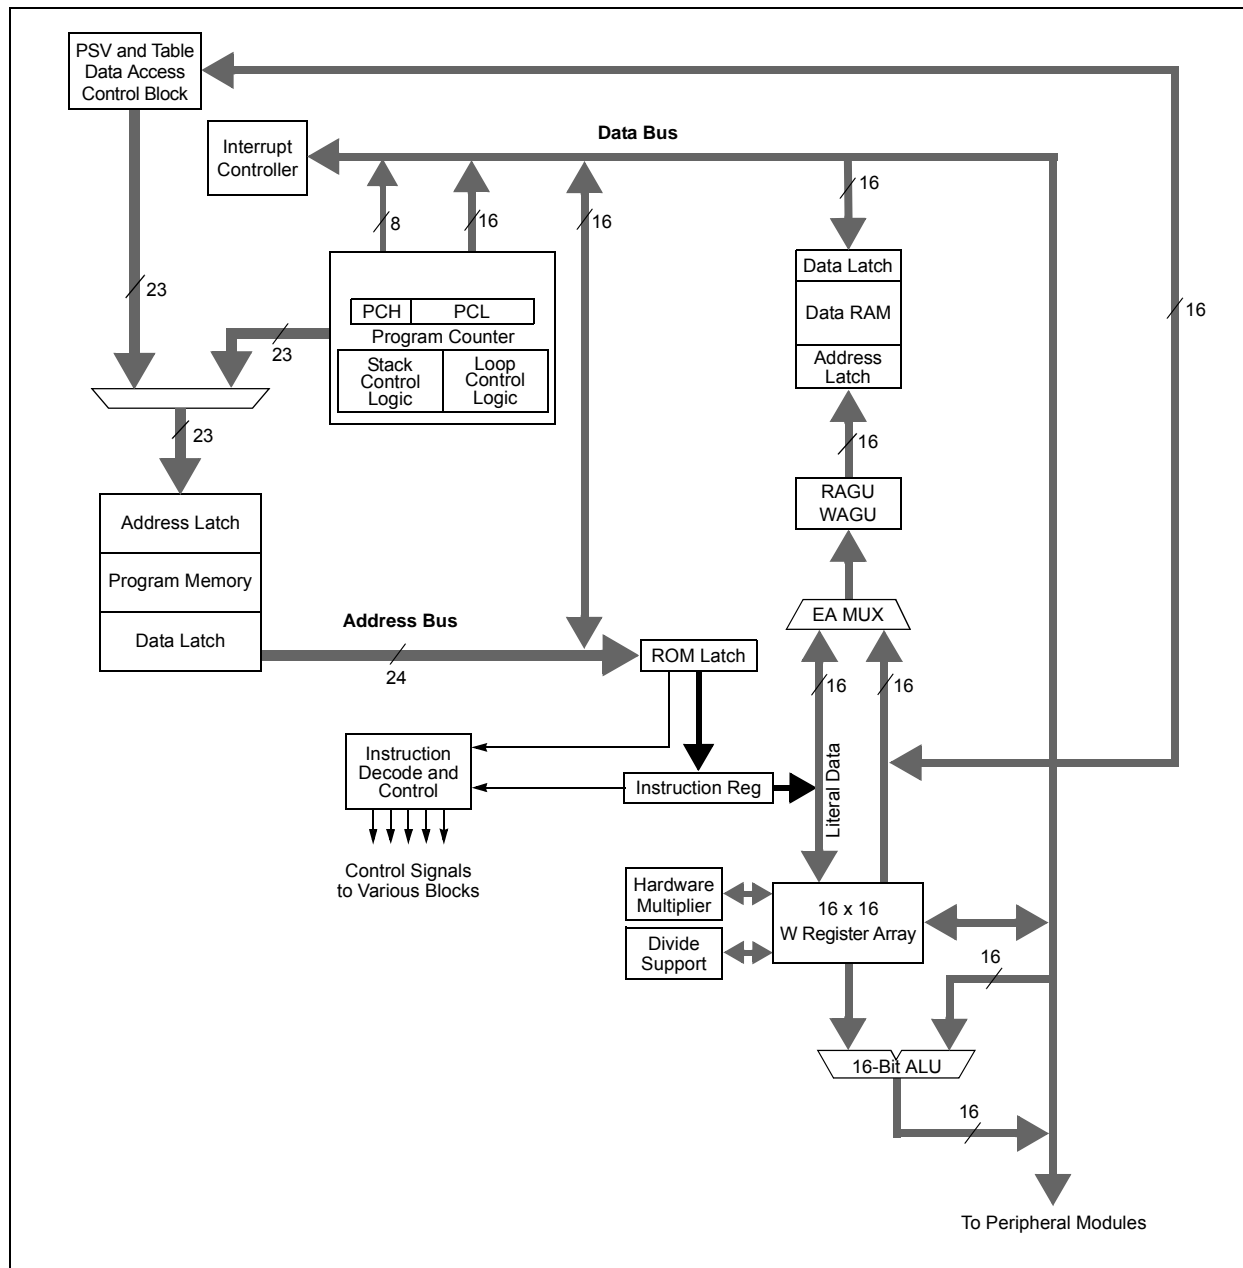 PSV and Table
Data Access
Control Block
Interrupt
Controller
Data Bus
8
16
16
16
23
16
Data Latch
Data RAM
Address
Latch
PCH
PCL
Program Counter
23
Stack
Control
Logic
Loop
Control
Logic
23
16
RAGU
WAGU
Address Latch
Program Memory
Data Latch
Address Bus
24
EA MUX
ROM Latch
16
16
Instruction
Decode and
Control
Instruction Reg
Literal Data
Control Signals
to Various Blocks
Hardware
Multiplier
Divide
Support
16 x 16
W Register Array
16
16-Bit ALU
16
To Peripheral Modules